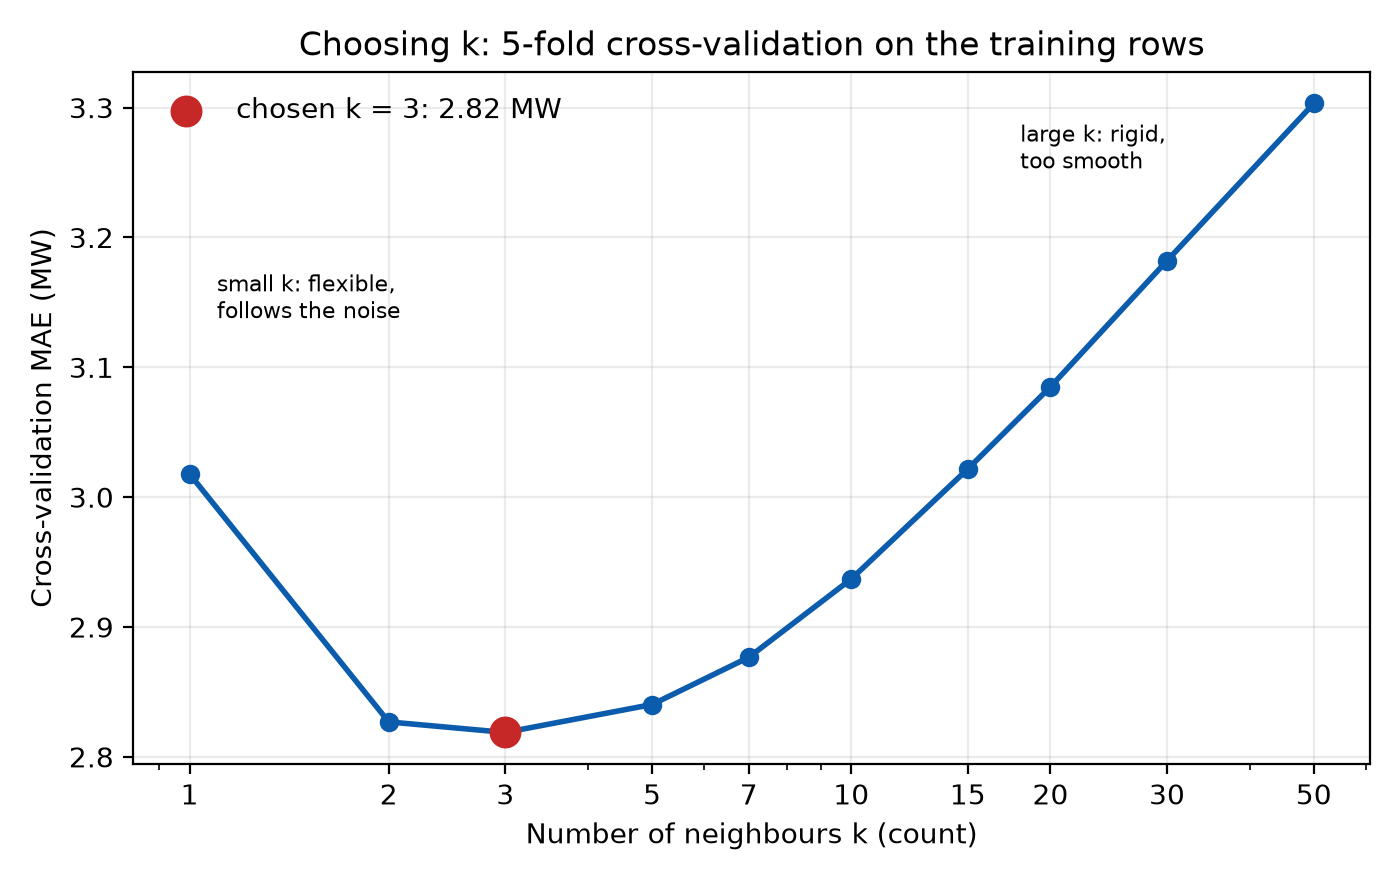 Choosing k: 5-fold cross-validation on the training rows
chosen k = 3: 2.82 MW
large k: rigid,
too smooth
small k: flexible,
follows the noise
Cross-validation MAE (MW)
3.3
3.2
3.1
3.0
2.9
2.8
1 2 3 5 7 10 15 20 30 50
Number of neighbours k (count)